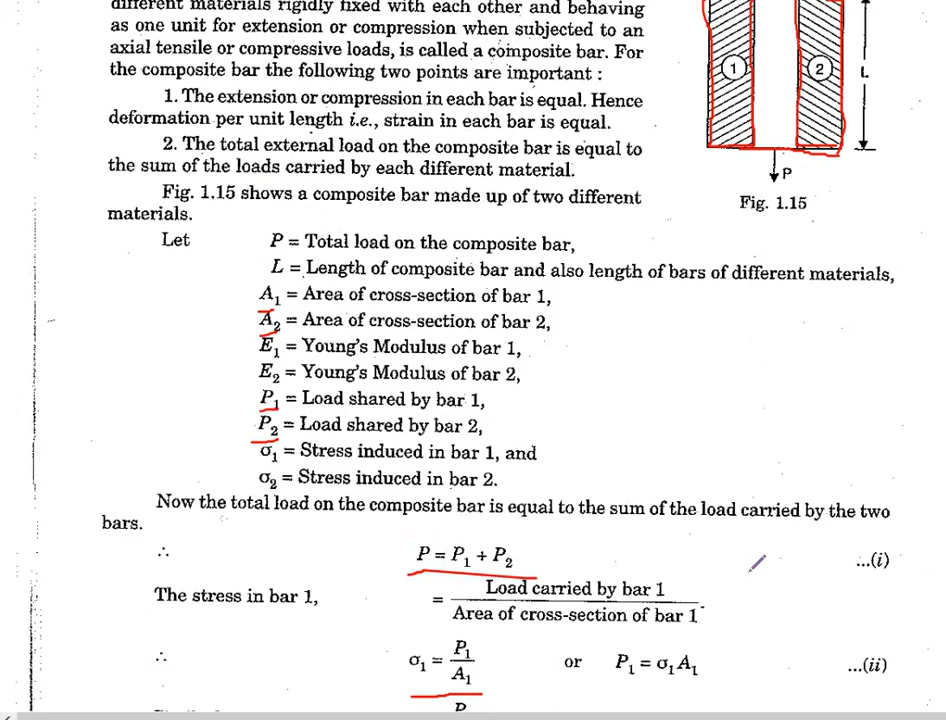 different materials rigidly fixed with each other and behaving
as one unit for extension or compression when subjected to an
axial tensile or compressive loads, is called a composite bar. For
the composite bar the following two points are important :
1. The extension or compression in each bar is equal. Hence
deformation per unit length i.e., strain in each bar is equal.
2. The total external load on the composite bar is equal to
the sum of the loads carried by each different material.
Fig. 1.15 shows a composite bar made up of two different
materials.
1 2 L
P
Fig. 1.15
Let P = Total load on the composite bar,
L = Length of composite bar and also length of bars of different materials,
A₁ = Area of cross-section of bar 1,
A₂ = Area of cross-section of bar 2,
E₁ = Young's Modulus of bar 1,
E₂ = Young's Modulus of bar 2,
P₁ = Load shared by bar 1,
P₂ = Load shared by bar 2,
σ₁ = Stress induced in bar 1, and
σ₂ = Stress induced in bar 2.
Now the total load on the composite bar is equal to the sum of the load carried by the two
bars.
∴ P = P₁ + P₂ ...(i)
The stress in bar 1, = Load carried by bar 1 / Area of cross-section of bar 1
∴ σ₁ = P₁ / A₁ or P₁ = σ₁ A₁ ...(ii)